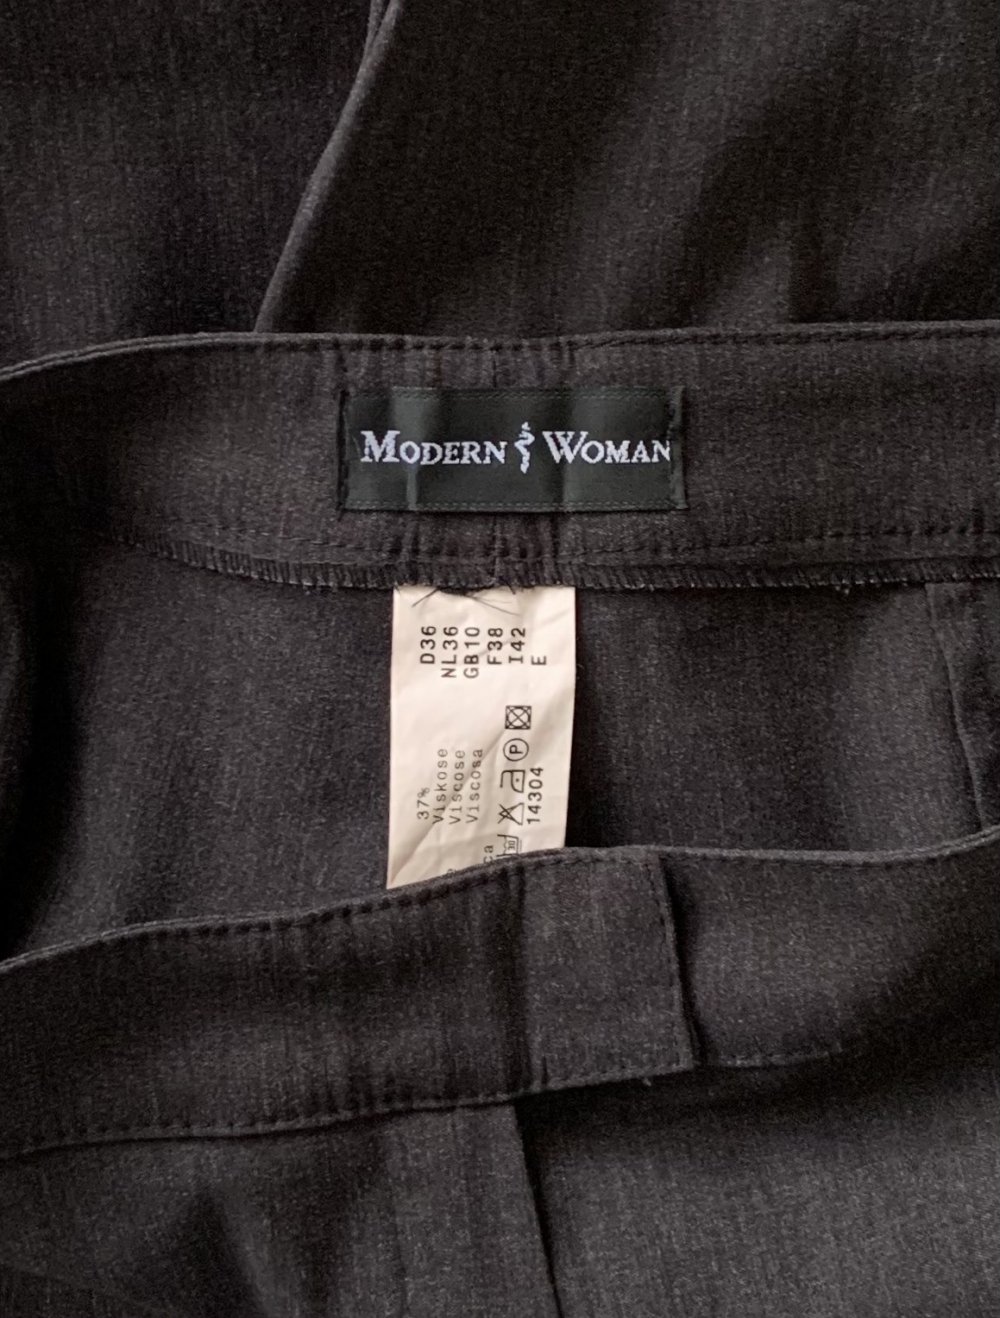 MODERN WOMAN
D36
NL36
GB10
F38
I42
E
37%
Viskose
Viscose
Viscosa
14304